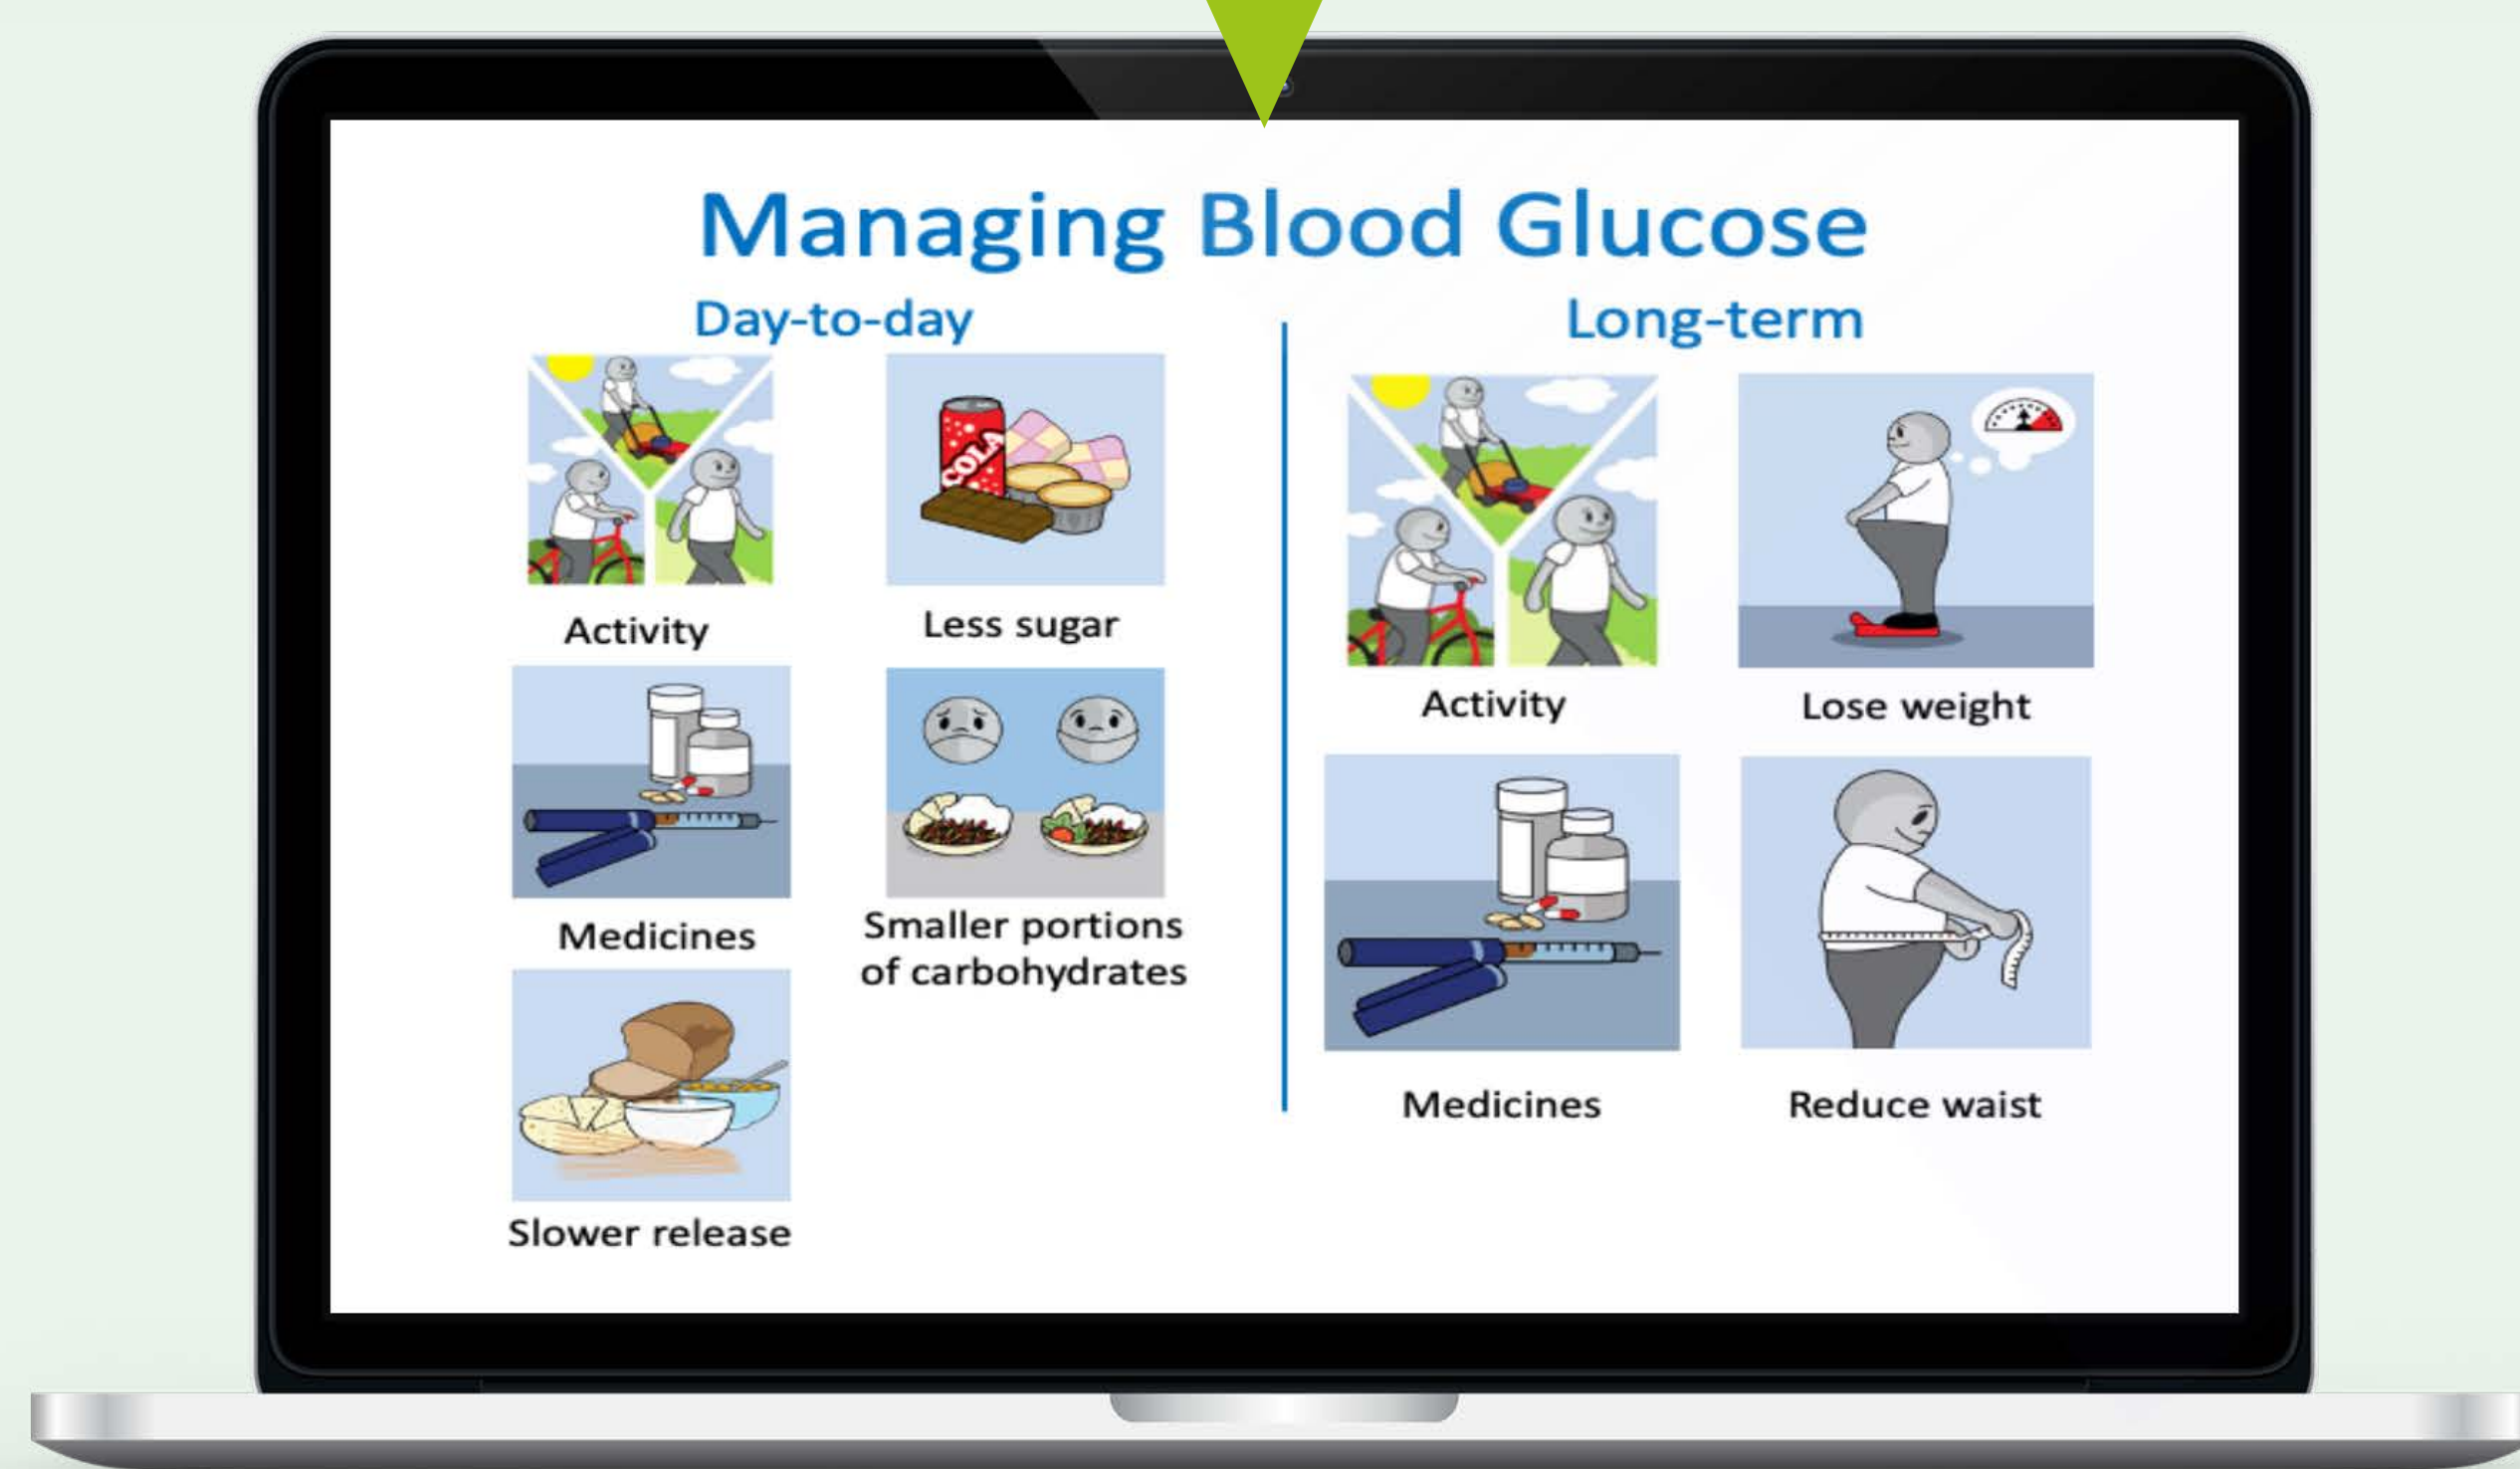 Managing Blood Glucose
Day-to-day
Long-term
COLA
Activity
Less sugar
Medicines
Smaller portions
of carbohydrates
Slower release
Activity
Lose weight
Medicines
Reduce waist